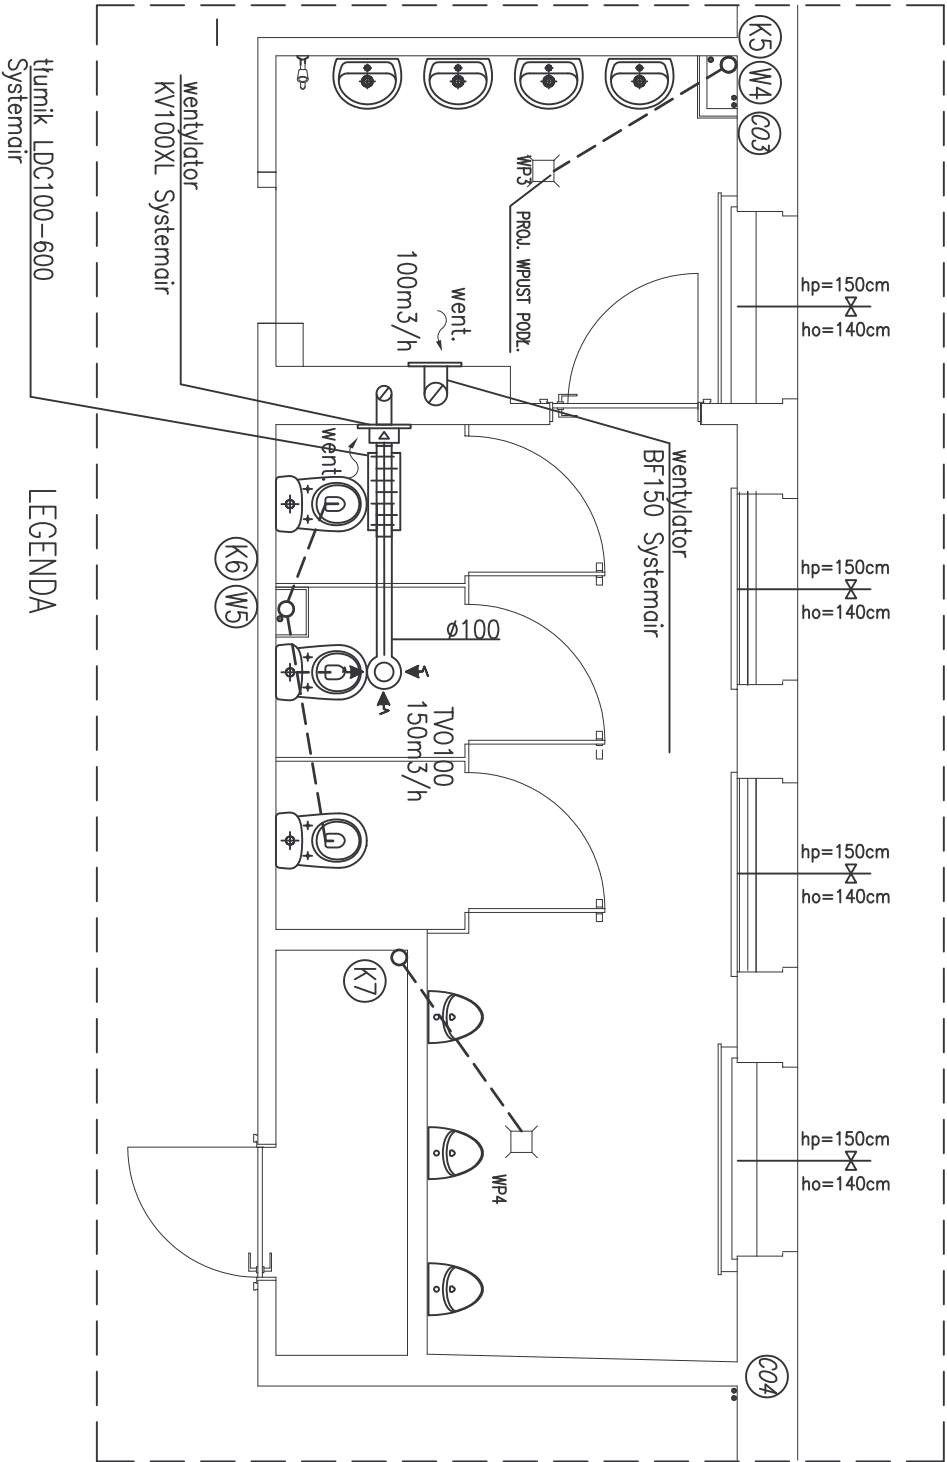 K5
W4
CO3
WP3
PROJ. WPUST PODŁ.
went.
100m3/h
wentylator
KV100XL Systemair
tłumik LDC100-600
Systemair
wentylator
BF150 Systemair
went.
K6
W5
ø100
TVO100
150m3/h
K7
WP4
CO4
hp=150cm
ho=140cm
hp=150cm
ho=140cm
hp=150cm
ho=140cm
hp=150cm
ho=140cm
LEGENDA